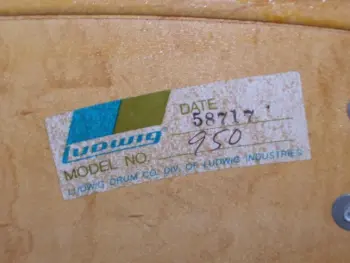 DATE
58717
Ludwig
MODEL NO. 950
LUDWIG DRUM CO. DIV. OF LUDWIG INDUSTRIES